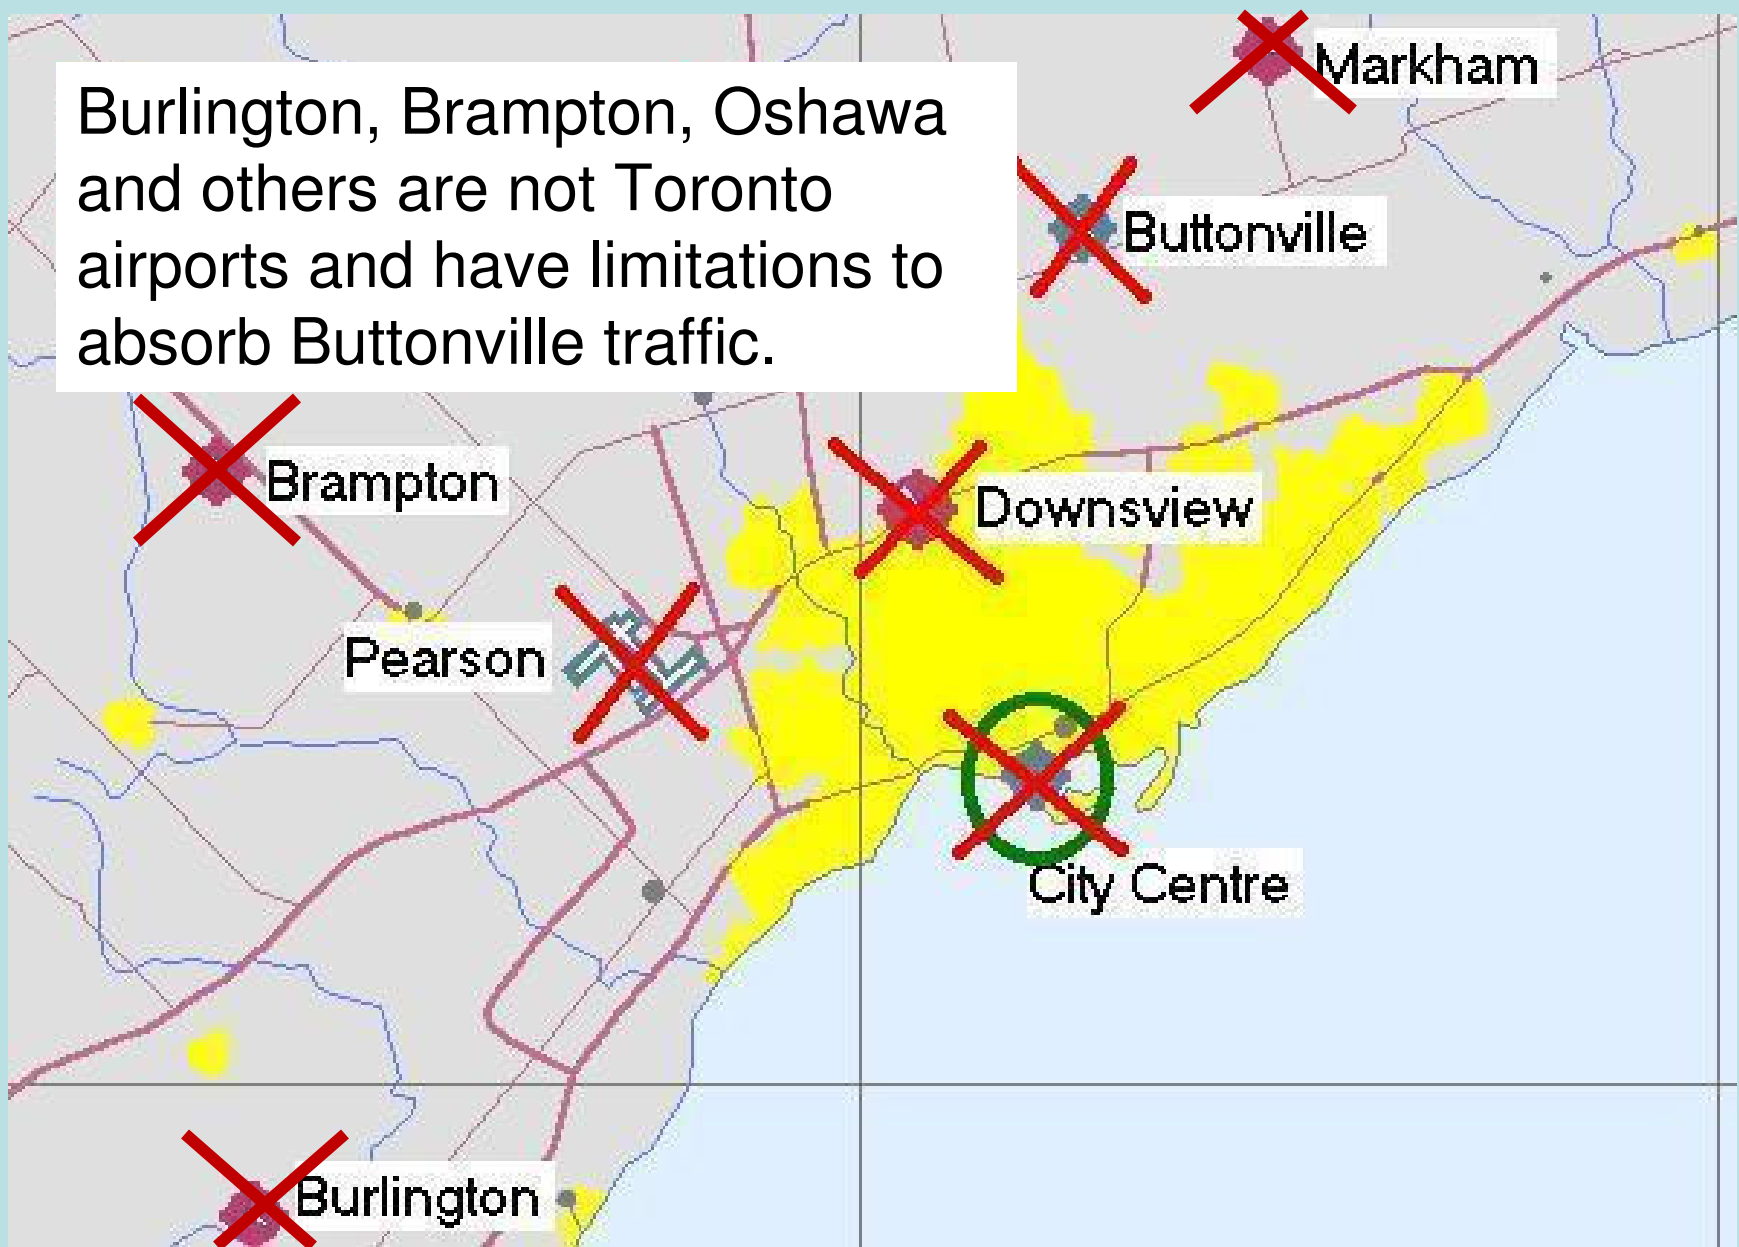 Markham
Burlington, Brampton, Oshawa
and others are not Toronto
airports and have limitations to
absorb Buttonville traffic.
Buttonville
Brampton
Downsview
Pearson
City Centre
Burlington